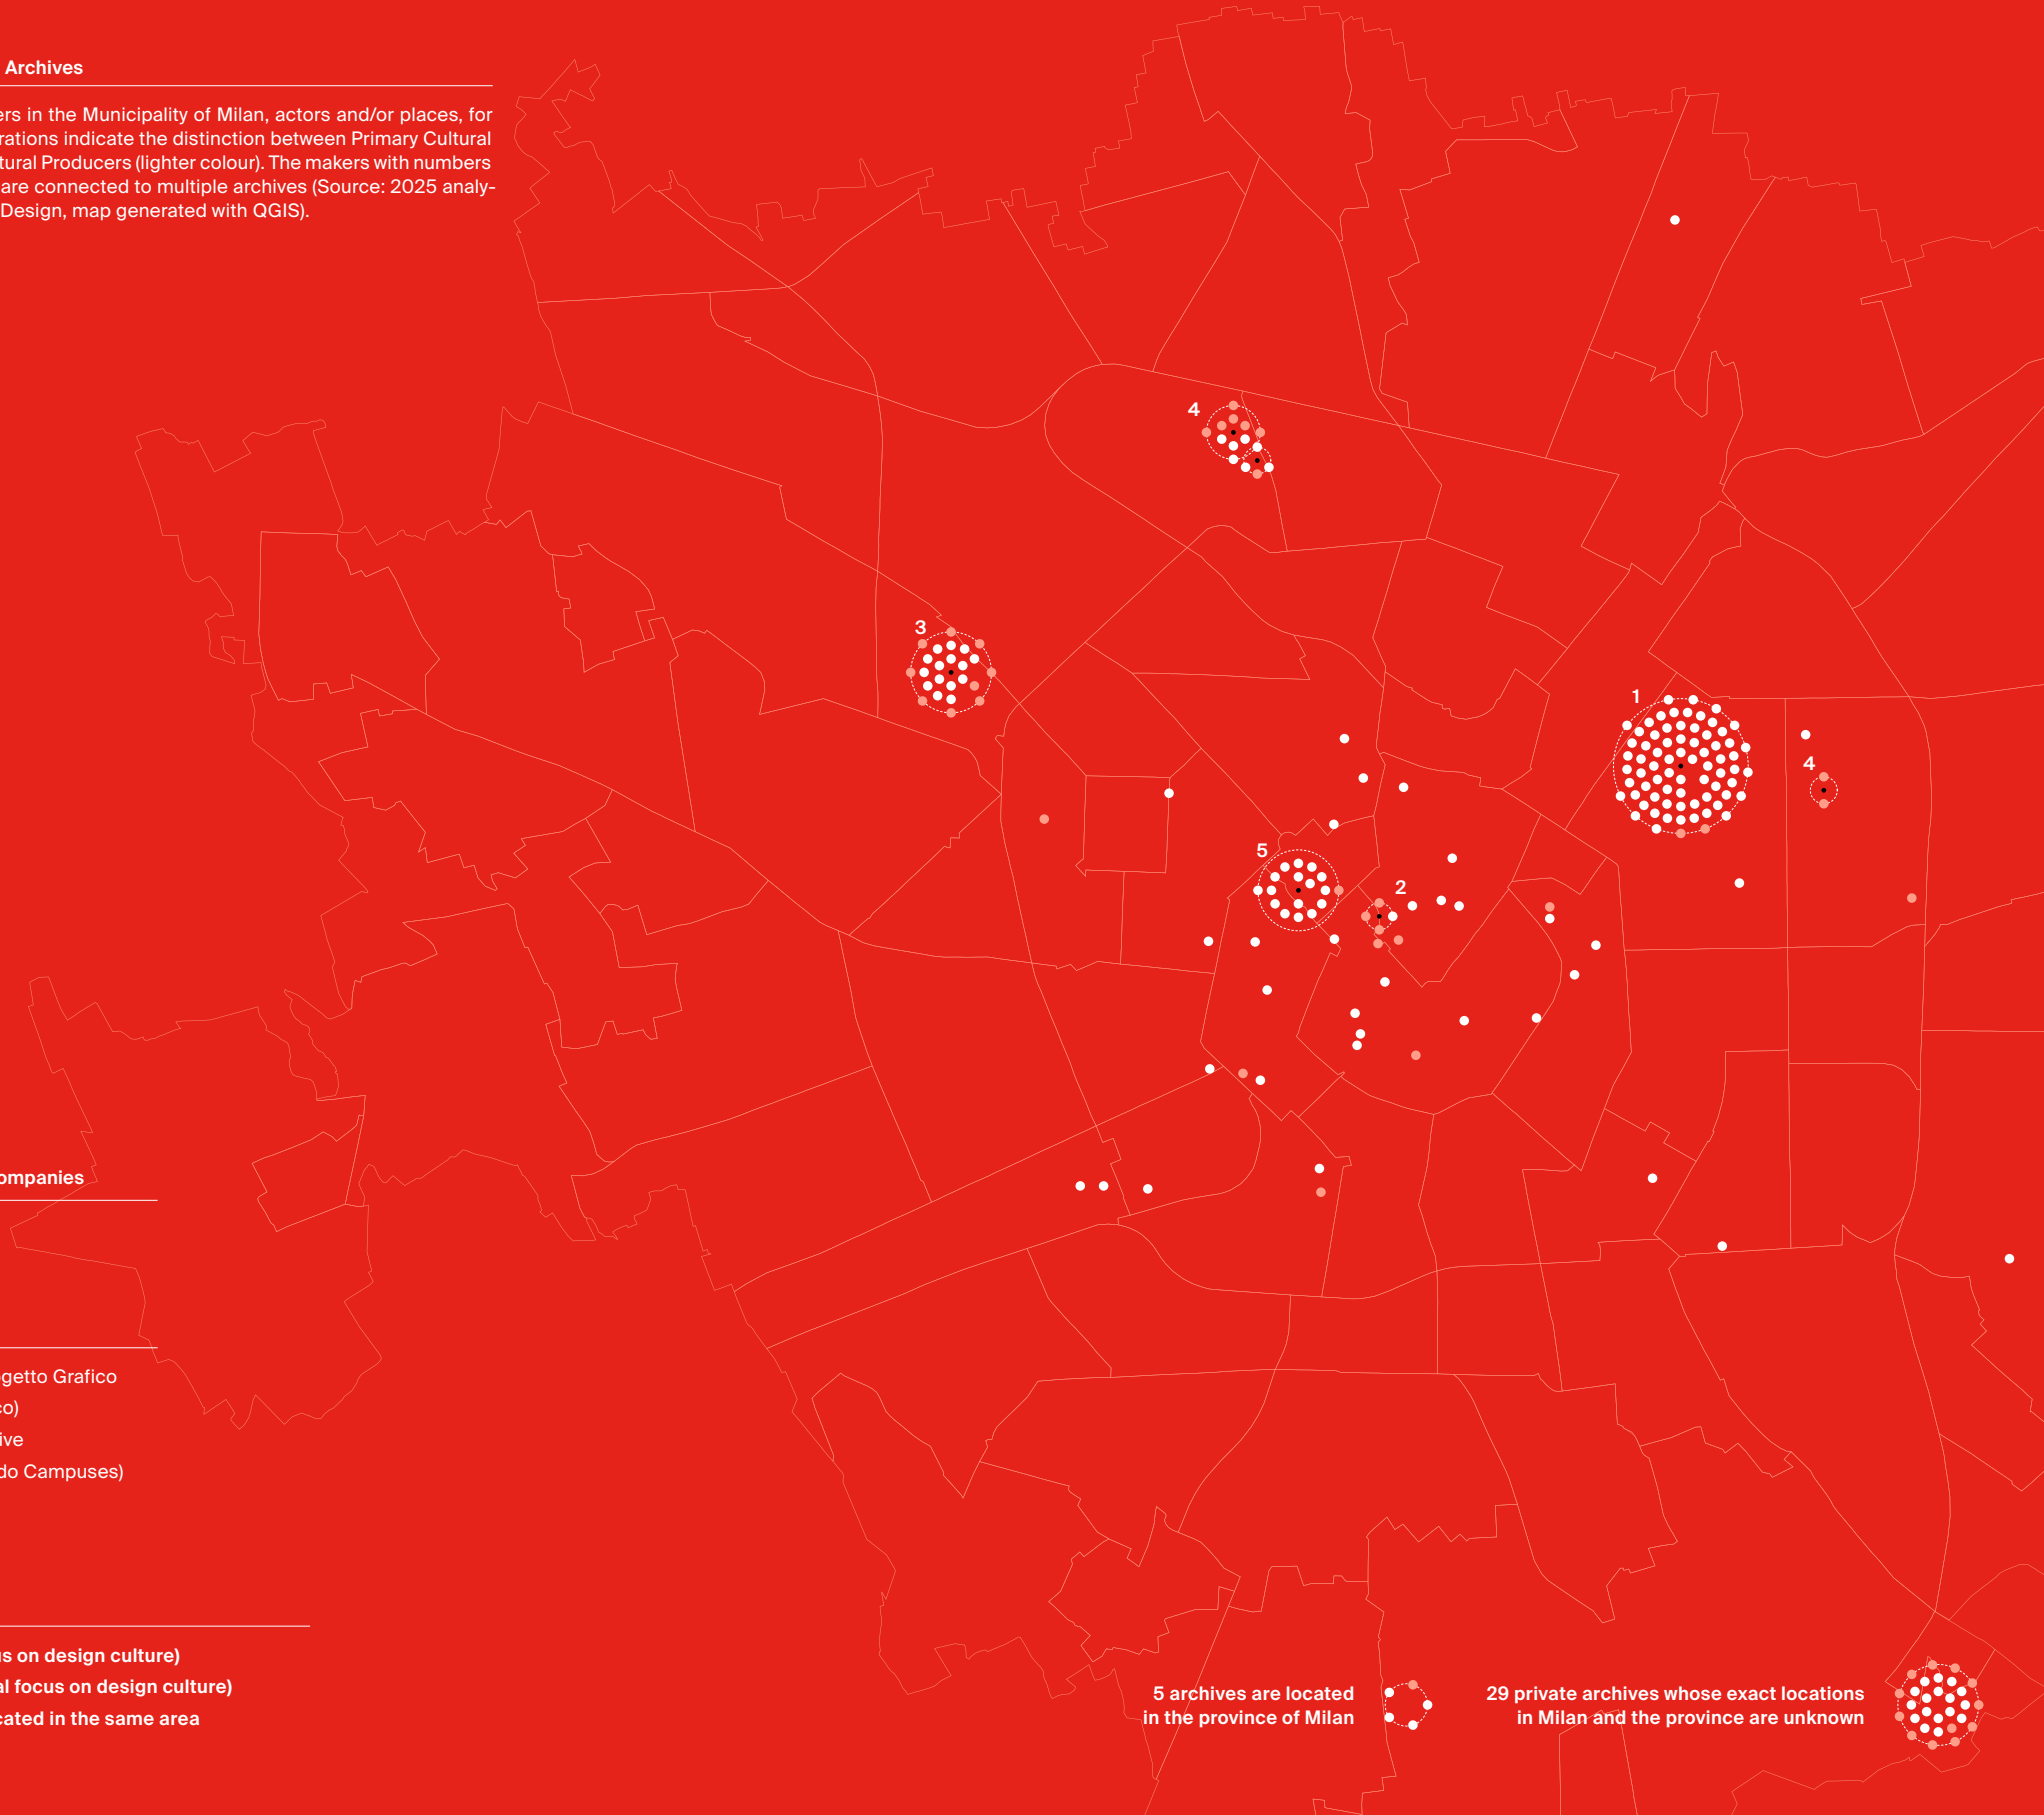 Archives
ers in the Municipality of Milan, actors and/or places, for
rations indicate the distinction between Primary Cultural
tural Producers (lighter colour). The makers with numbers
are connected to multiple archives (Source: 2025 analy-
Design, map generated with QGIS).
4
3
1
4
5
2
ompanies
getto Grafico
co)
ive
do Campuses)
us on design culture)
al focus on design culture)
cated in the same area
5 archives are located
in the province of Milan
29 private archives whose exact locations
in Milan and the province are unknown